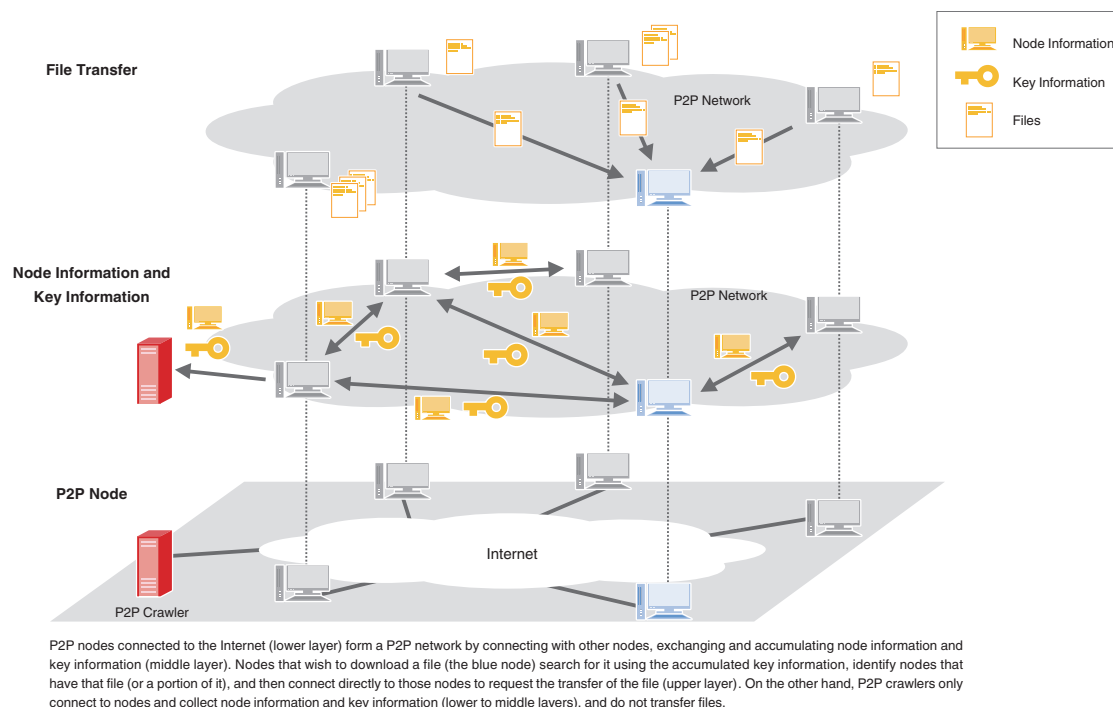 File Transfer
P2P Network
Node Information
Key Information
Files
Node Information and
Key Information
P2P Network
P2P Node
Internet
P2P Crawler
P2P nodes connected to the Internet (lower layer) form a P2P network by connecting with other nodes, exchanging and accumulating node information and
key information (middle layer). Nodes that wish to download a file (the blue node) search for it using the accumulated key information, identify nodes that
have that file (or a portion of it), and then connect directly to those nodes to request the transfer of the file (upper layer). On the other hand, P2P crawlers only
connect to nodes and collect node information and key information (lower to middle layers), and do not transfer files.